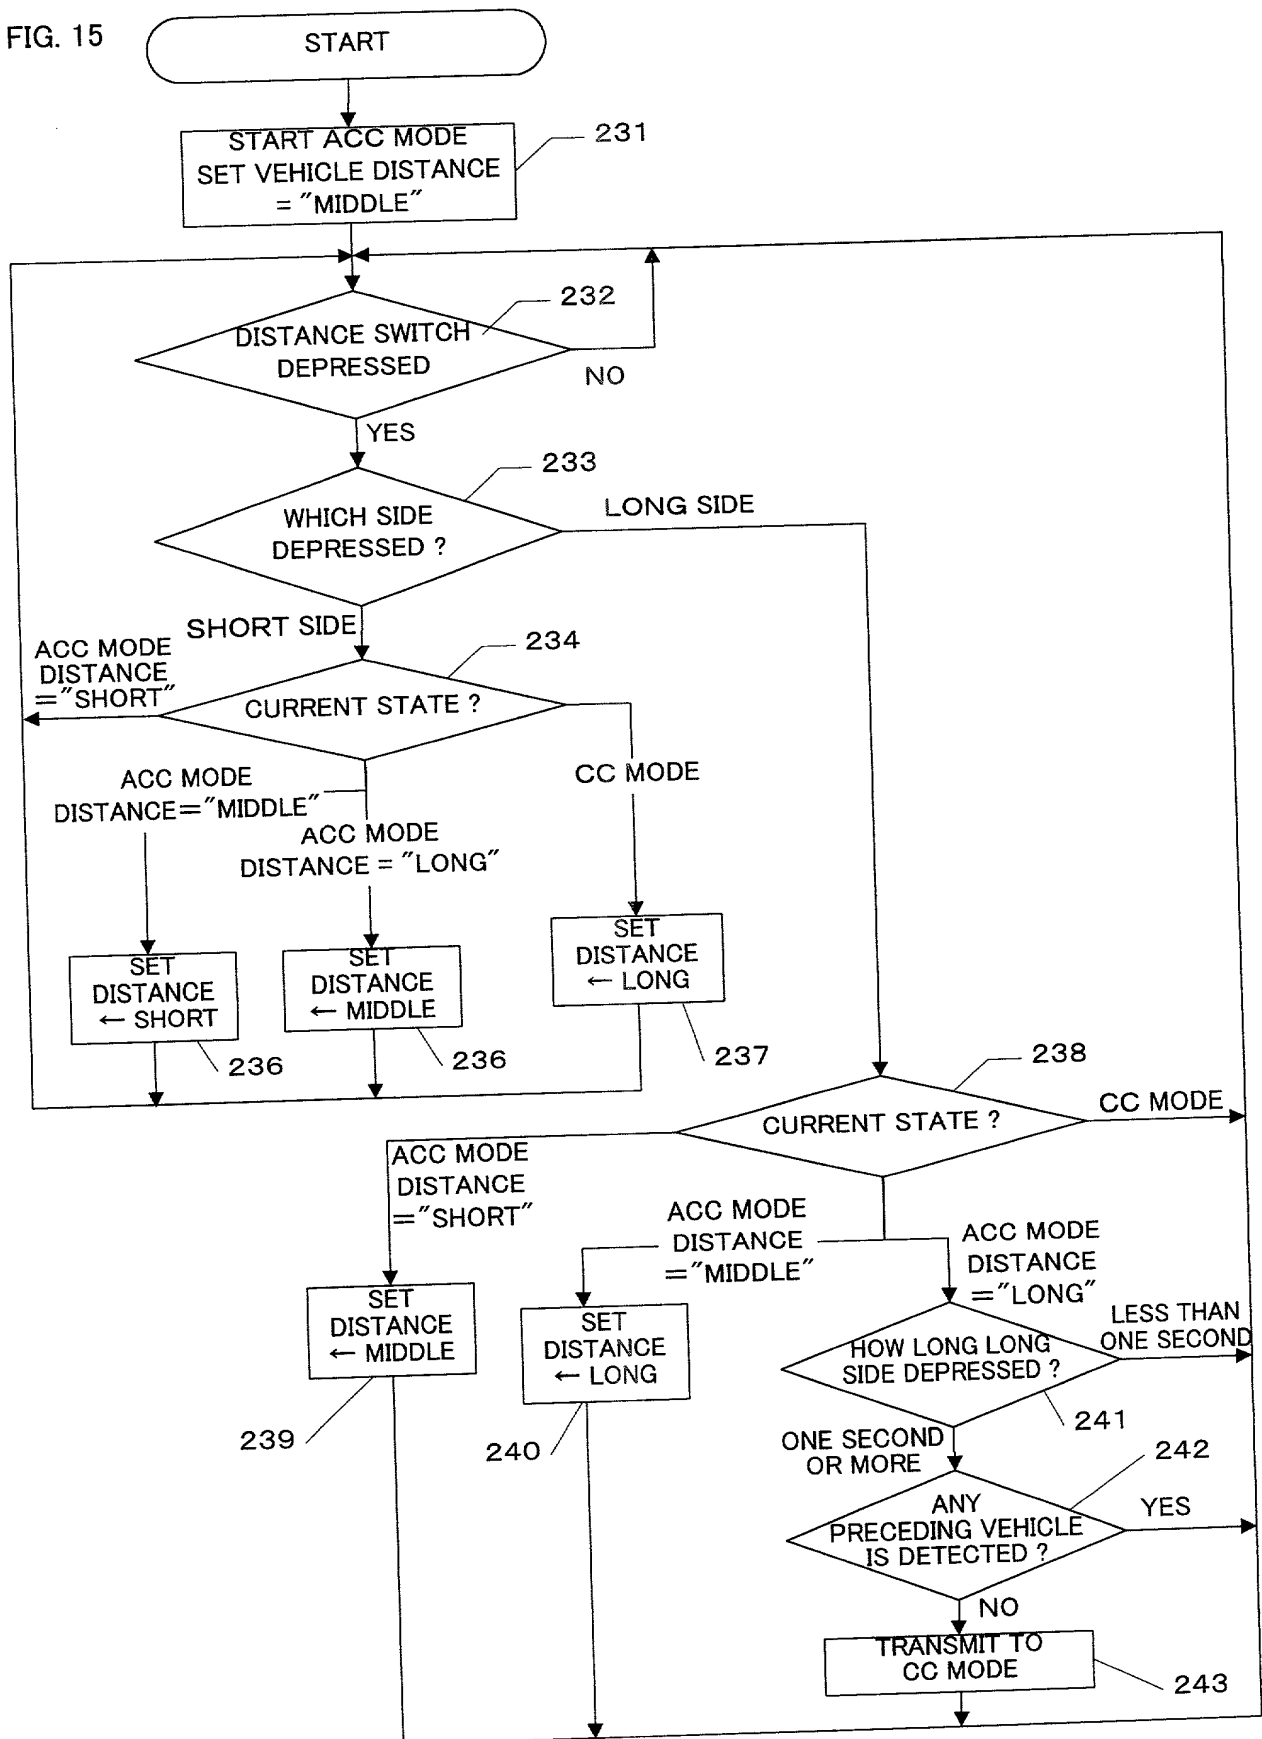 FIG. 15
START
START ACC MODE
SET VEHICLE DISTANCE
= "MIDDLE"
231
DISTANCE SWITCH
DEPRESSED
232
NO
YES
233
WHICH SIDE
DEPRESSED ?
LONG SIDE
SHORT SIDE
234
ACC MODE
DISTANCE
="SHORT"
CURRENT STATE ?
ACC MODE
DISTANCE="MIDDLE"
ACC MODE
DISTANCE = "LONG"
CC MODE
SET
DISTANCE
← SHORT
236
SET
DISTANCE
← MIDDLE
236
SET
DISTANCE
← LONG
237
238
CURRENT STATE ?
CC MODE
ACC MODE
DISTANCE
="SHORT"
ACC MODE
DISTANCE
="MIDDLE"
ACC MODE
DISTANCE
="LONG"
SET
DISTANCE
← MIDDLE
239
SET
DISTANCE
← LONG
240
HOW LONG LONG
SIDE DEPRESSED ?
LESS THAN
ONE SECOND
241
ONE SECOND
OR MORE
242
ANY
PRECEDING VEHICLE
IS DETECTED ?
YES
NO
TRANSMIT TO
CC MODE
243